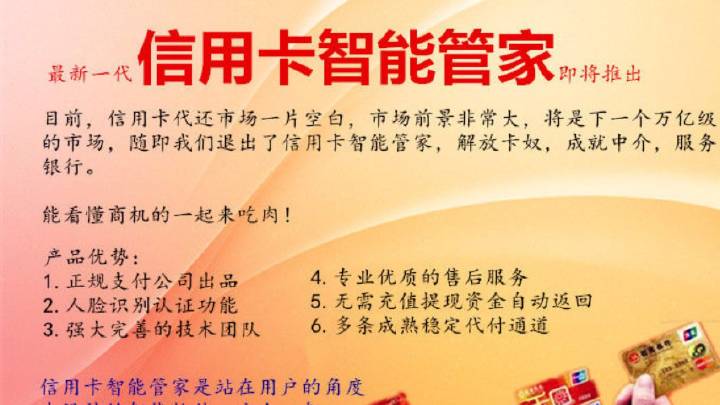 最新一代信用卡智能管家即将推出
目前，信用卡代还市场一片空白，市场前景非常大，将是下一个万亿级
的市场，随即我们退出了信用卡智能管家，解放卡奴，成就中介，服务
银行。
能看懂商机的一起来吃肉！
产品优势：
1.正规支付公司出品
2.人脸识别认证功能
3.强大完善的技术团队
4.专业优质的售后服务
5.无需充值提现资金自动返回
6.多条成熟稳定代付通道
信用卡智能管家是站在用户的角度